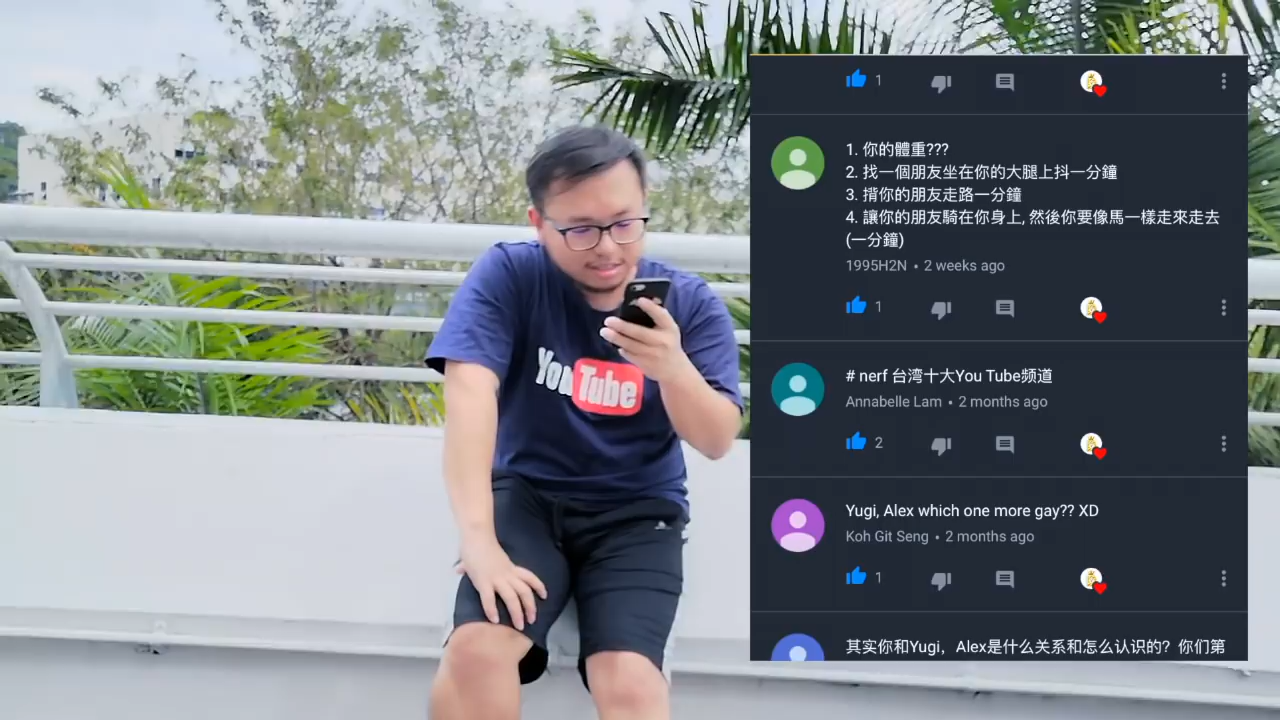 You Tube
1
1. 你的體重???
2. 找一個朋友坐在你的大腿上抖一分鐘
3. 揹你的朋友走路一分鐘
4. 讓你的朋友騎在你身上, 然後你要像馬一樣走來走去
(一分鐘)
1995H2N • 2 weeks ago
1
# nerf 台湾十大You Tube频道
Annabelle Lam • 2 months ago
2
Yugi, Alex which one more gay?? XD
Koh Git Seng • 2 months ago
1
其实你和Yugi，Alex是什么关系和怎么认识的？你们第